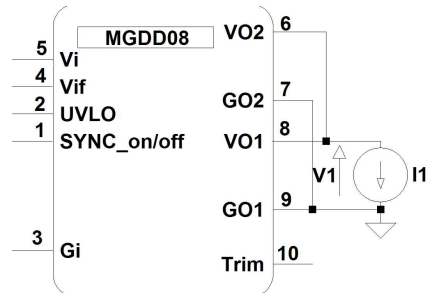 MGDD08
VO2 6
5 Vi
4 Vif
GO2 7
2 UVLO
VO1 8
1 SYNC_on/off
V1
I1
GO1 9
3 Gi
Trim 10